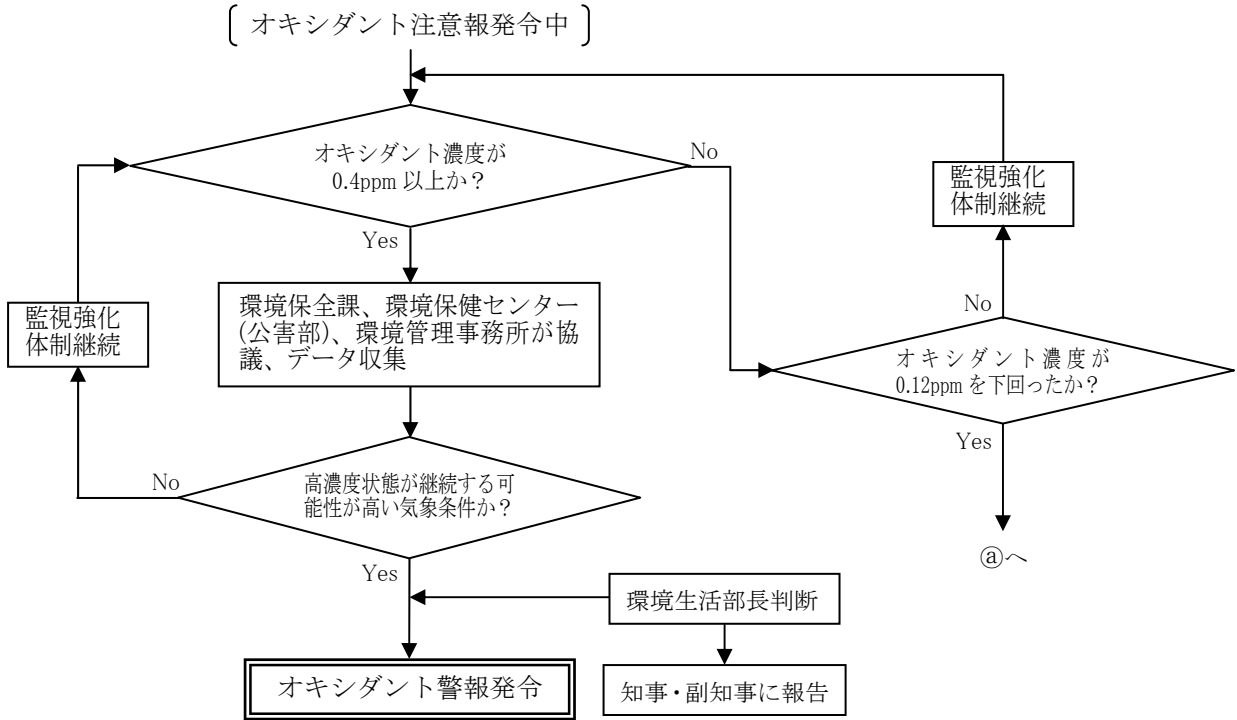 〔 オキシダント注意報発令中 〕
オキシダント濃度が
0.4ppm 以上か？
No
監視強化
体制継続
Yes
環境保全課、環境保健センター
(公害部)、環境管理事務所が協
議、データ収集
監視強化
体制継続
No
オキシダント濃度が
0.12ppm を下回ったか？
Yes
No
高濃度状態が継続する可
能性が高い気象条件か？
ⓐへ
Yes
環境生活部長判断
オキシダント警報発令
知事・副知事に報告